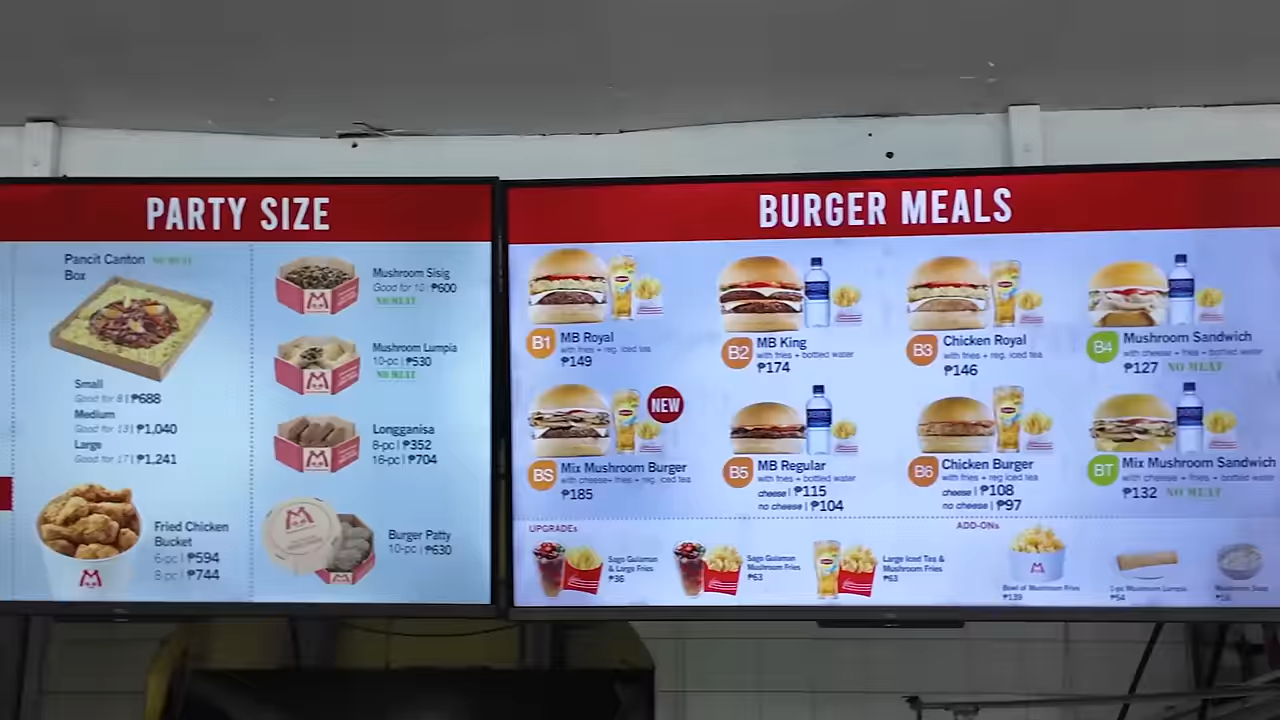 PARTY SIZE
Pancit Canton NO MEAT
Box
Small
Good for 8 | ₱688
Medium
Good for 13 | ₱1,040
Large
Good for 17 | ₱1,241
Fried Chicken
Bucket
6-pc | ₱594
8-pc | ₱744
Mushroom Sisig
Good for 10 | ₱600
NO MEAT
Mushroom Lumpia
10-pc | ₱530
NO MEAT
Longganisa
8-pc | ₱352
16-pc | ₱704
Burger Patty
10-pc | ₱630
BURGER MEALS
B1 MB Royal
with fries + reg. iced tea
₱149
B2 MB King
with fries + bottled water
₱174
B3 Chicken Royal
with fries + reg. iced tea
₱146
B4 Mushroom Sandwich
with cheese + fries + bottled water
₱127 NO MEAT
NEW
BS Mix Mushroom Burger
with cheese+ fries + reg. iced tea
₱185
B5 MB Regular
with fries + bottled water
cheese | ₱115
no cheese | ₱104
B6 Chicken Burger
with fries + reg iced tea
cheese | ₱108
no cheese | ₱97
BT Mix Mushroom Sandwich
with cheese + fries + bottled water
₱132 NO MEAT
UPGRADEs
Sago Gulaman
& Large Fries
₱36
Sago Gulaman
Mushroom Fries
₱63
Large Iced Tea &
Mushroom Fries
₱63
ADD-ONs
Bowl of Mushroom Fries
₱139
1-pc Mushroom Lumpia
₱54
Mushroom Soup